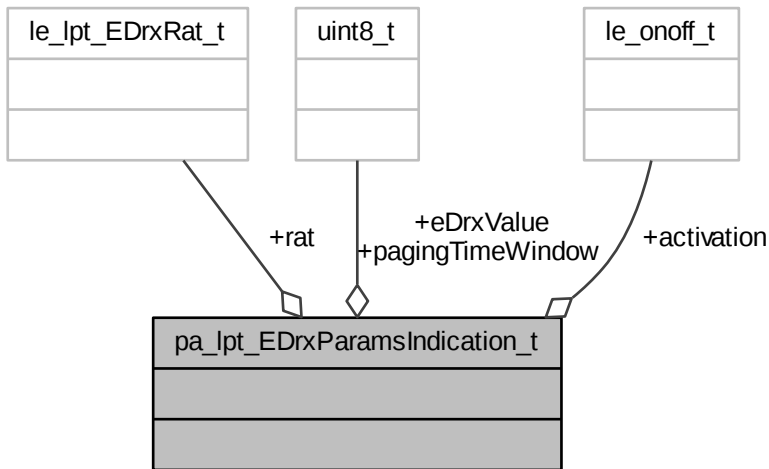 le_lpt_EDrxRat_t
uint8_t
le_onoff_t
+rat
+eDrxValue
+pagingTimeWindow
+activation
pa_lpt_EDrxParamsIndication_t